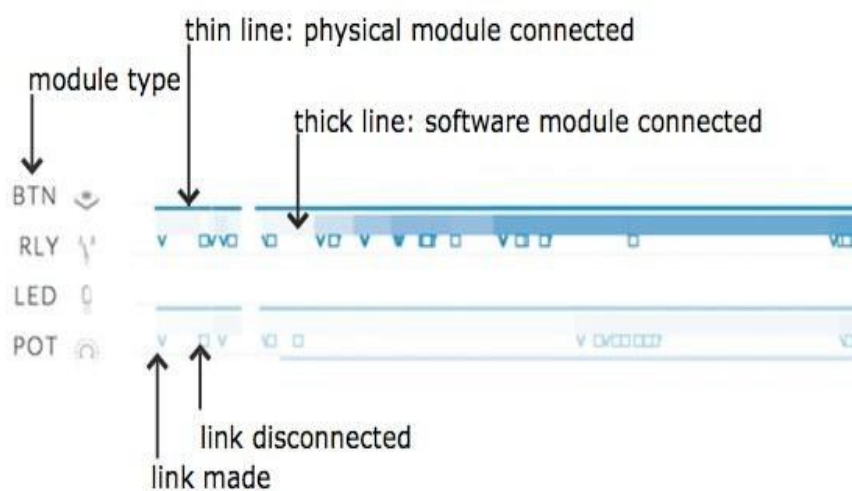 thin line: physical module connected
module type
thick line: software module connected
BTN
RLY
LED
POT
link disconnected
link made